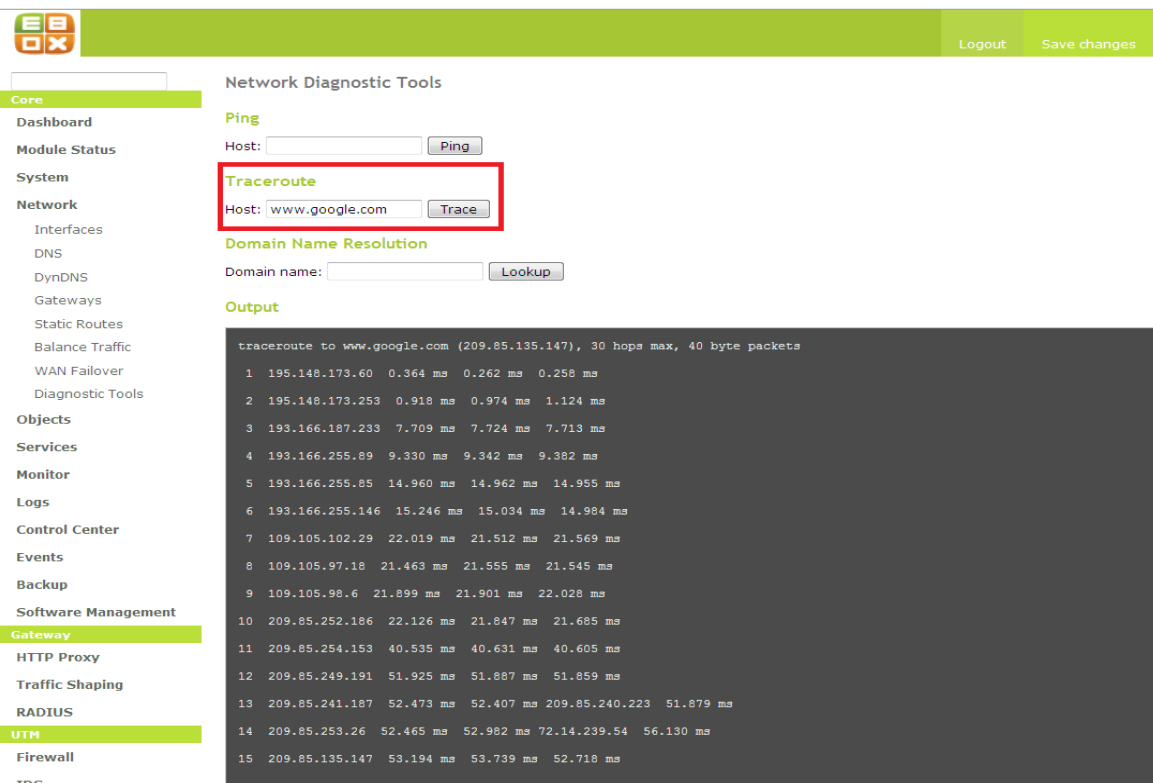 EBOX
Logout Save changes
Core
Dashboard
Module Status
System
Network
Interfaces
DNS
DynDNS
Gateways
Static Routes
Balance Traffic
WAN Failover
Diagnostic Tools
Objects
Services
Monitor
Logs
Control Center
Events
Backup
Software Management
Gateway
HTTP Proxy
Traffic Shaping
RADIUS
UTM
Firewall
Network Diagnostic Tools
Ping
Host: Ping
Traceroute
Host: www.google.com Trace
Domain Name Resolution
Domain name: Lookup
Output
traceroute to www.google.com (209.85.135.147), 30 hops max, 40 byte packets
1 195.148.173.60 0.364 ms 0.262 ms 0.258 ms
2 195.148.173.253 0.918 ms 0.974 ms 1.124 ms
3 193.166.187.233 7.709 ms 7.724 ms 7.713 ms
4 193.166.255.89 9.330 ms 9.342 ms 9.382 ms
5 193.166.255.85 14.960 ms 14.962 ms 14.955 ms
6 193.166.255.146 15.246 ms 15.034 ms 14.984 ms
7 109.105.102.29 22.019 ms 21.512 ms 21.569 ms
8 109.105.97.18 21.463 ms 21.555 ms 21.545 ms
9 109.105.98.6 21.899 ms 21.901 ms 22.028 ms
10 209.85.252.186 22.126 ms 21.847 ms 21.685 ms
11 209.85.254.153 40.535 ms 40.631 ms 40.605 ms
12 209.85.249.191 51.925 ms 51.887 ms 51.859 ms
13 209.85.241.187 52.473 ms 52.407 ms 209.85.240.223 51.879 ms
14 209.85.253.26 52.465 ms 52.982 ms 72.14.239.54 56.130 ms
15 209.85.135.147 53.194 ms 53.739 ms 52.718 ms